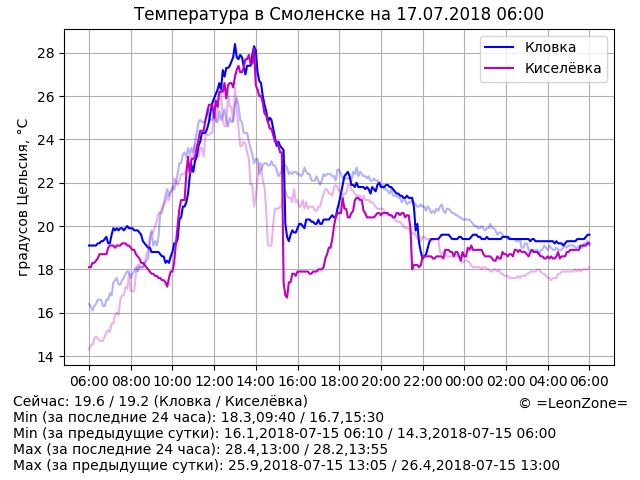 Температура в Смоленске на 17.07.2018 06:00
Кловка
Киселёвка
градусов Цельсия, °C
28
26
24
22
20
18
16
14
06:00 08:00 10:00 12:00 14:00 16:00 18:00 20:00 22:00 00:00 02:00 04:00 06:00
Сейчас: 19.6 / 19.2 (Кловка / Киселёвка)
© =LeonZone=
Min (за последние 24 часа): 18.3,09:40 / 16.7,15:30
Min (за предыдущие сутки): 16.1,2018-07-15 06:10 / 14.3,2018-07-15 06:00
Max (за последние 24 часа): 28.4,13:00 / 28.2,13:55
Max (за предыдущие сутки): 25.9,2018-07-15 13:05 / 26.4,2018-07-15 13:00